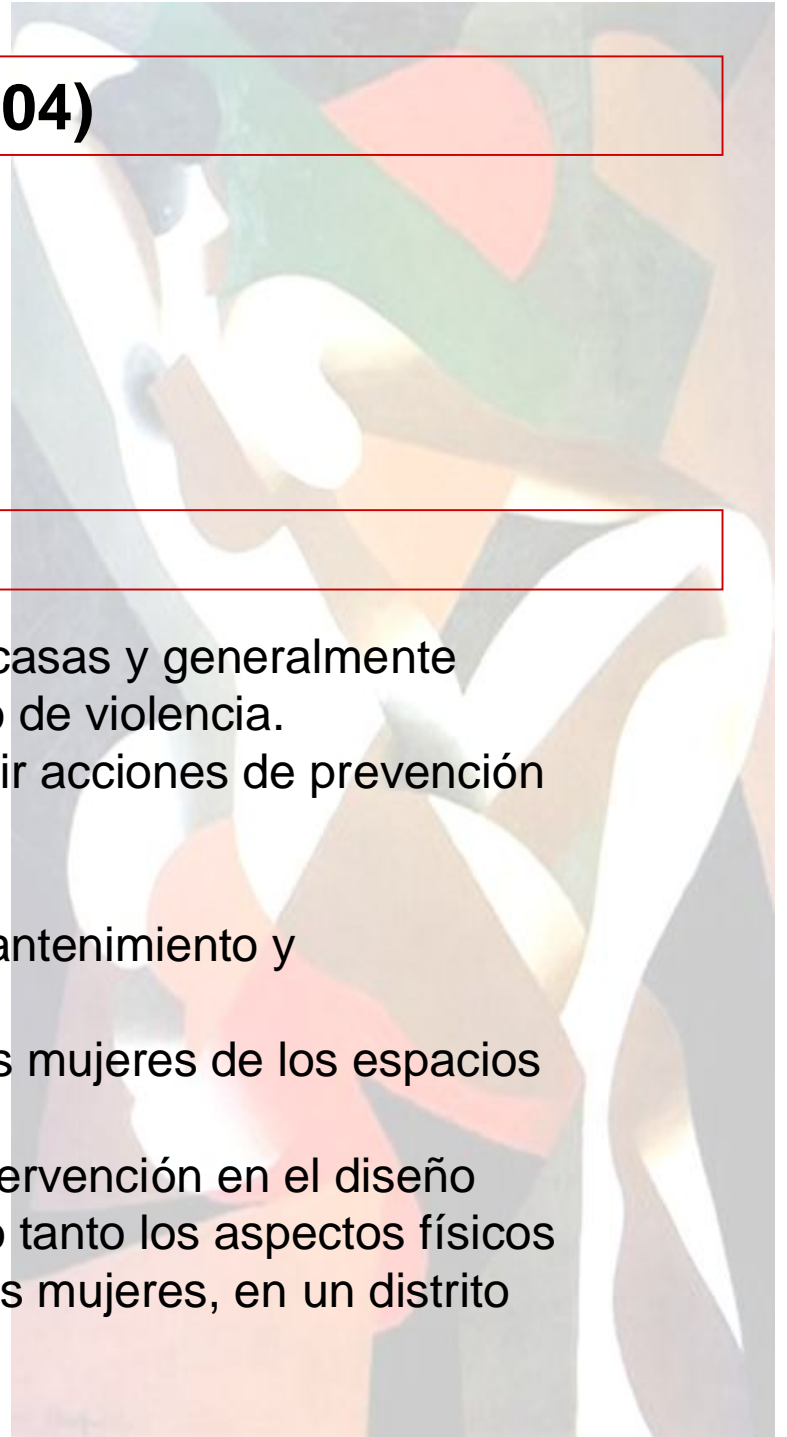 04)
casas y generalmente
o de violencia.
ir acciones de prevención
antenimiento y
s mujeres de los espacios
ervención en el diseño
o tanto los aspectos físicos
s mujeres, en un distrito